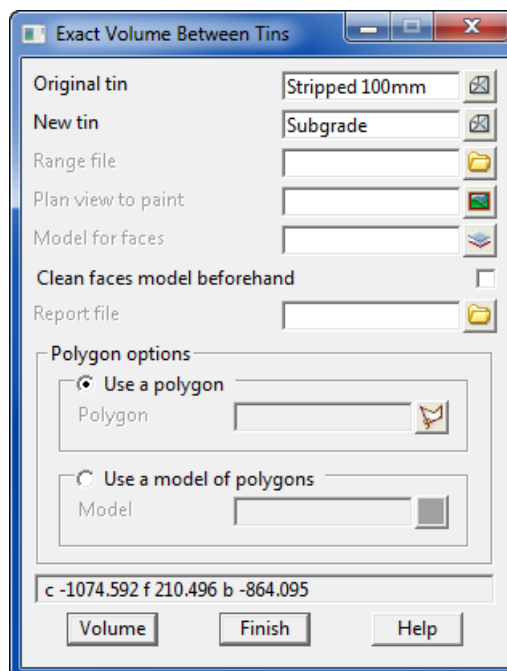 Exact Volume Between Tins
Original tin Stripped 100mm
New tin Subgrade
Range file
Plan view to paint
Model for faces
Clean faces model beforehand
Report file
Polygon options
Use a polygon
Polygon
Use a model of polygons
Model
c -1074.592 f 210.496 b -864.095
Volume Finish Help